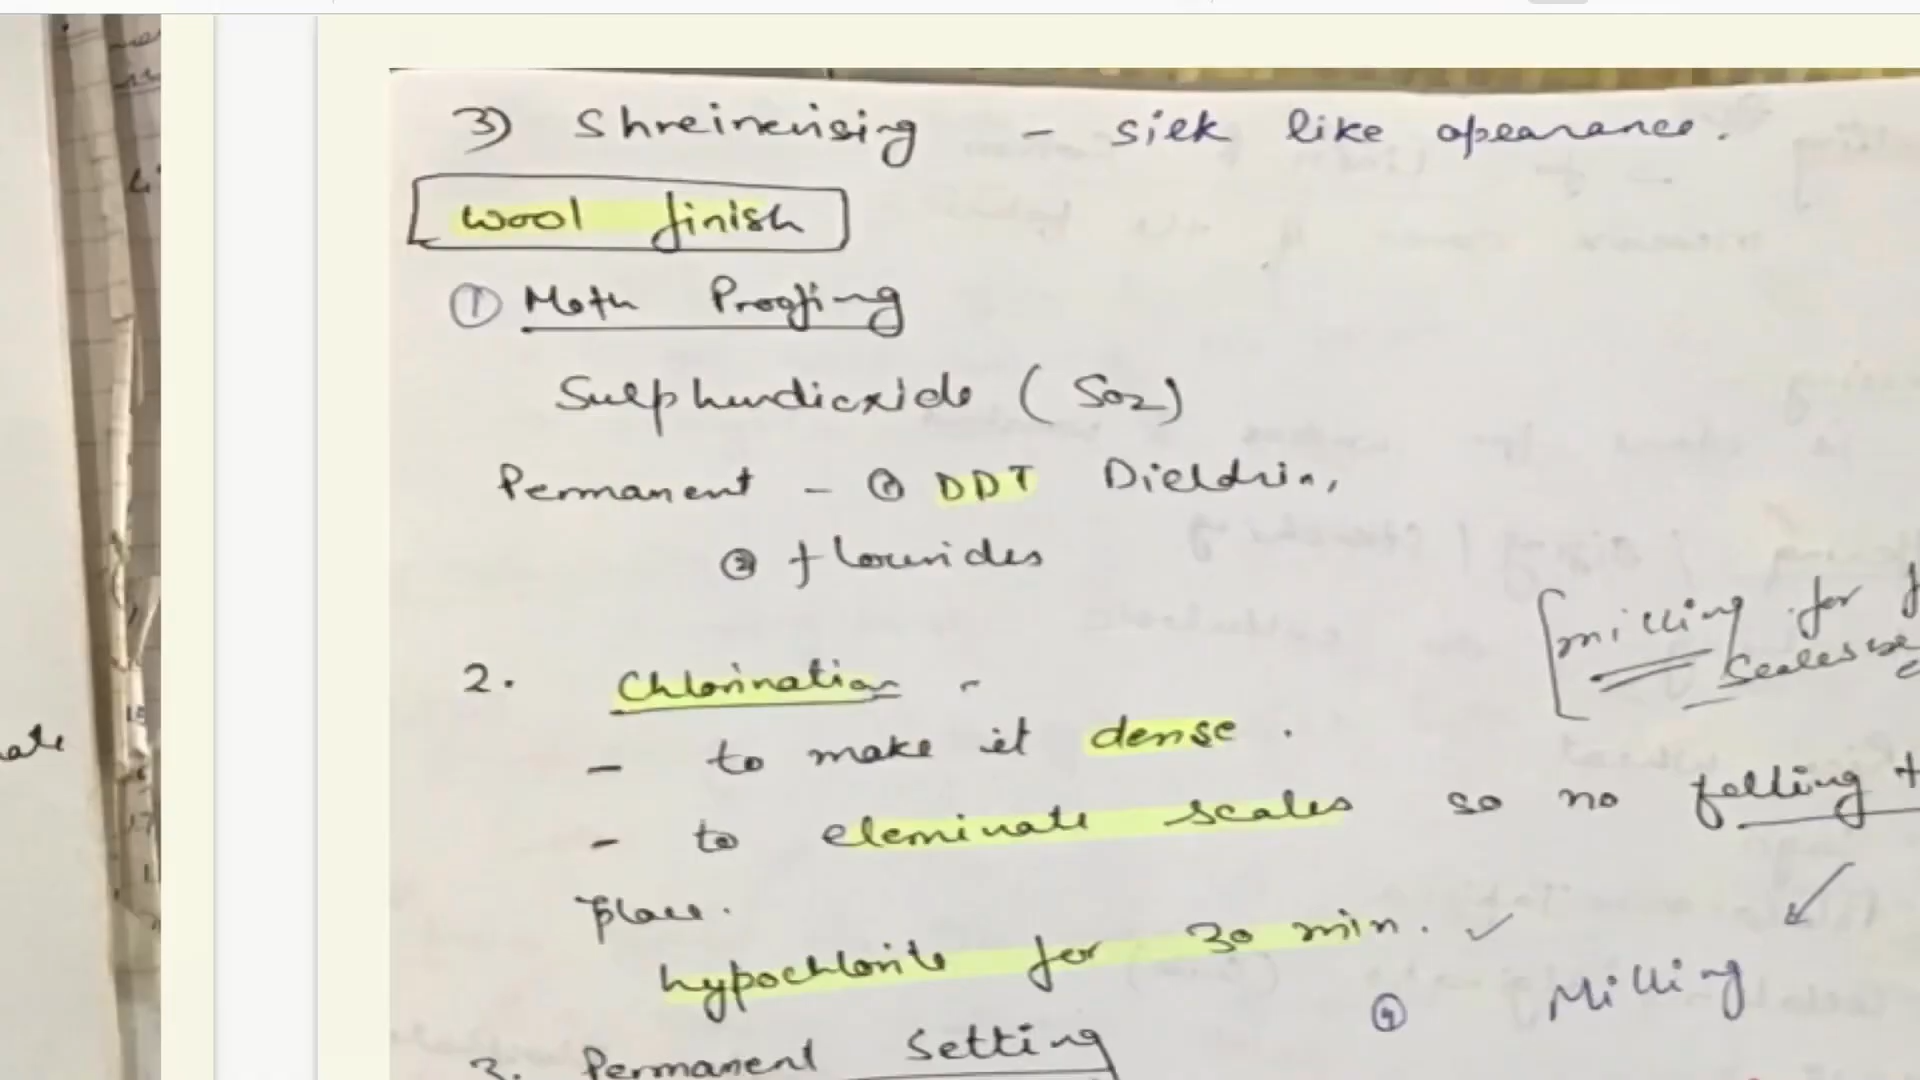 3) Shreinerising - silk like apearance.
wool finish
① Moth Proofing
Sulphurdioxide (SO2)
Permanent - ① DDT Dieldrin,
② flourides
[milling for
Scales
2. Chlorination -
- to make it dense.
- to eleminate scales so no felting
place.
hypochlorite for 30 min. ✓
④ Milling
3. Permanent Setting